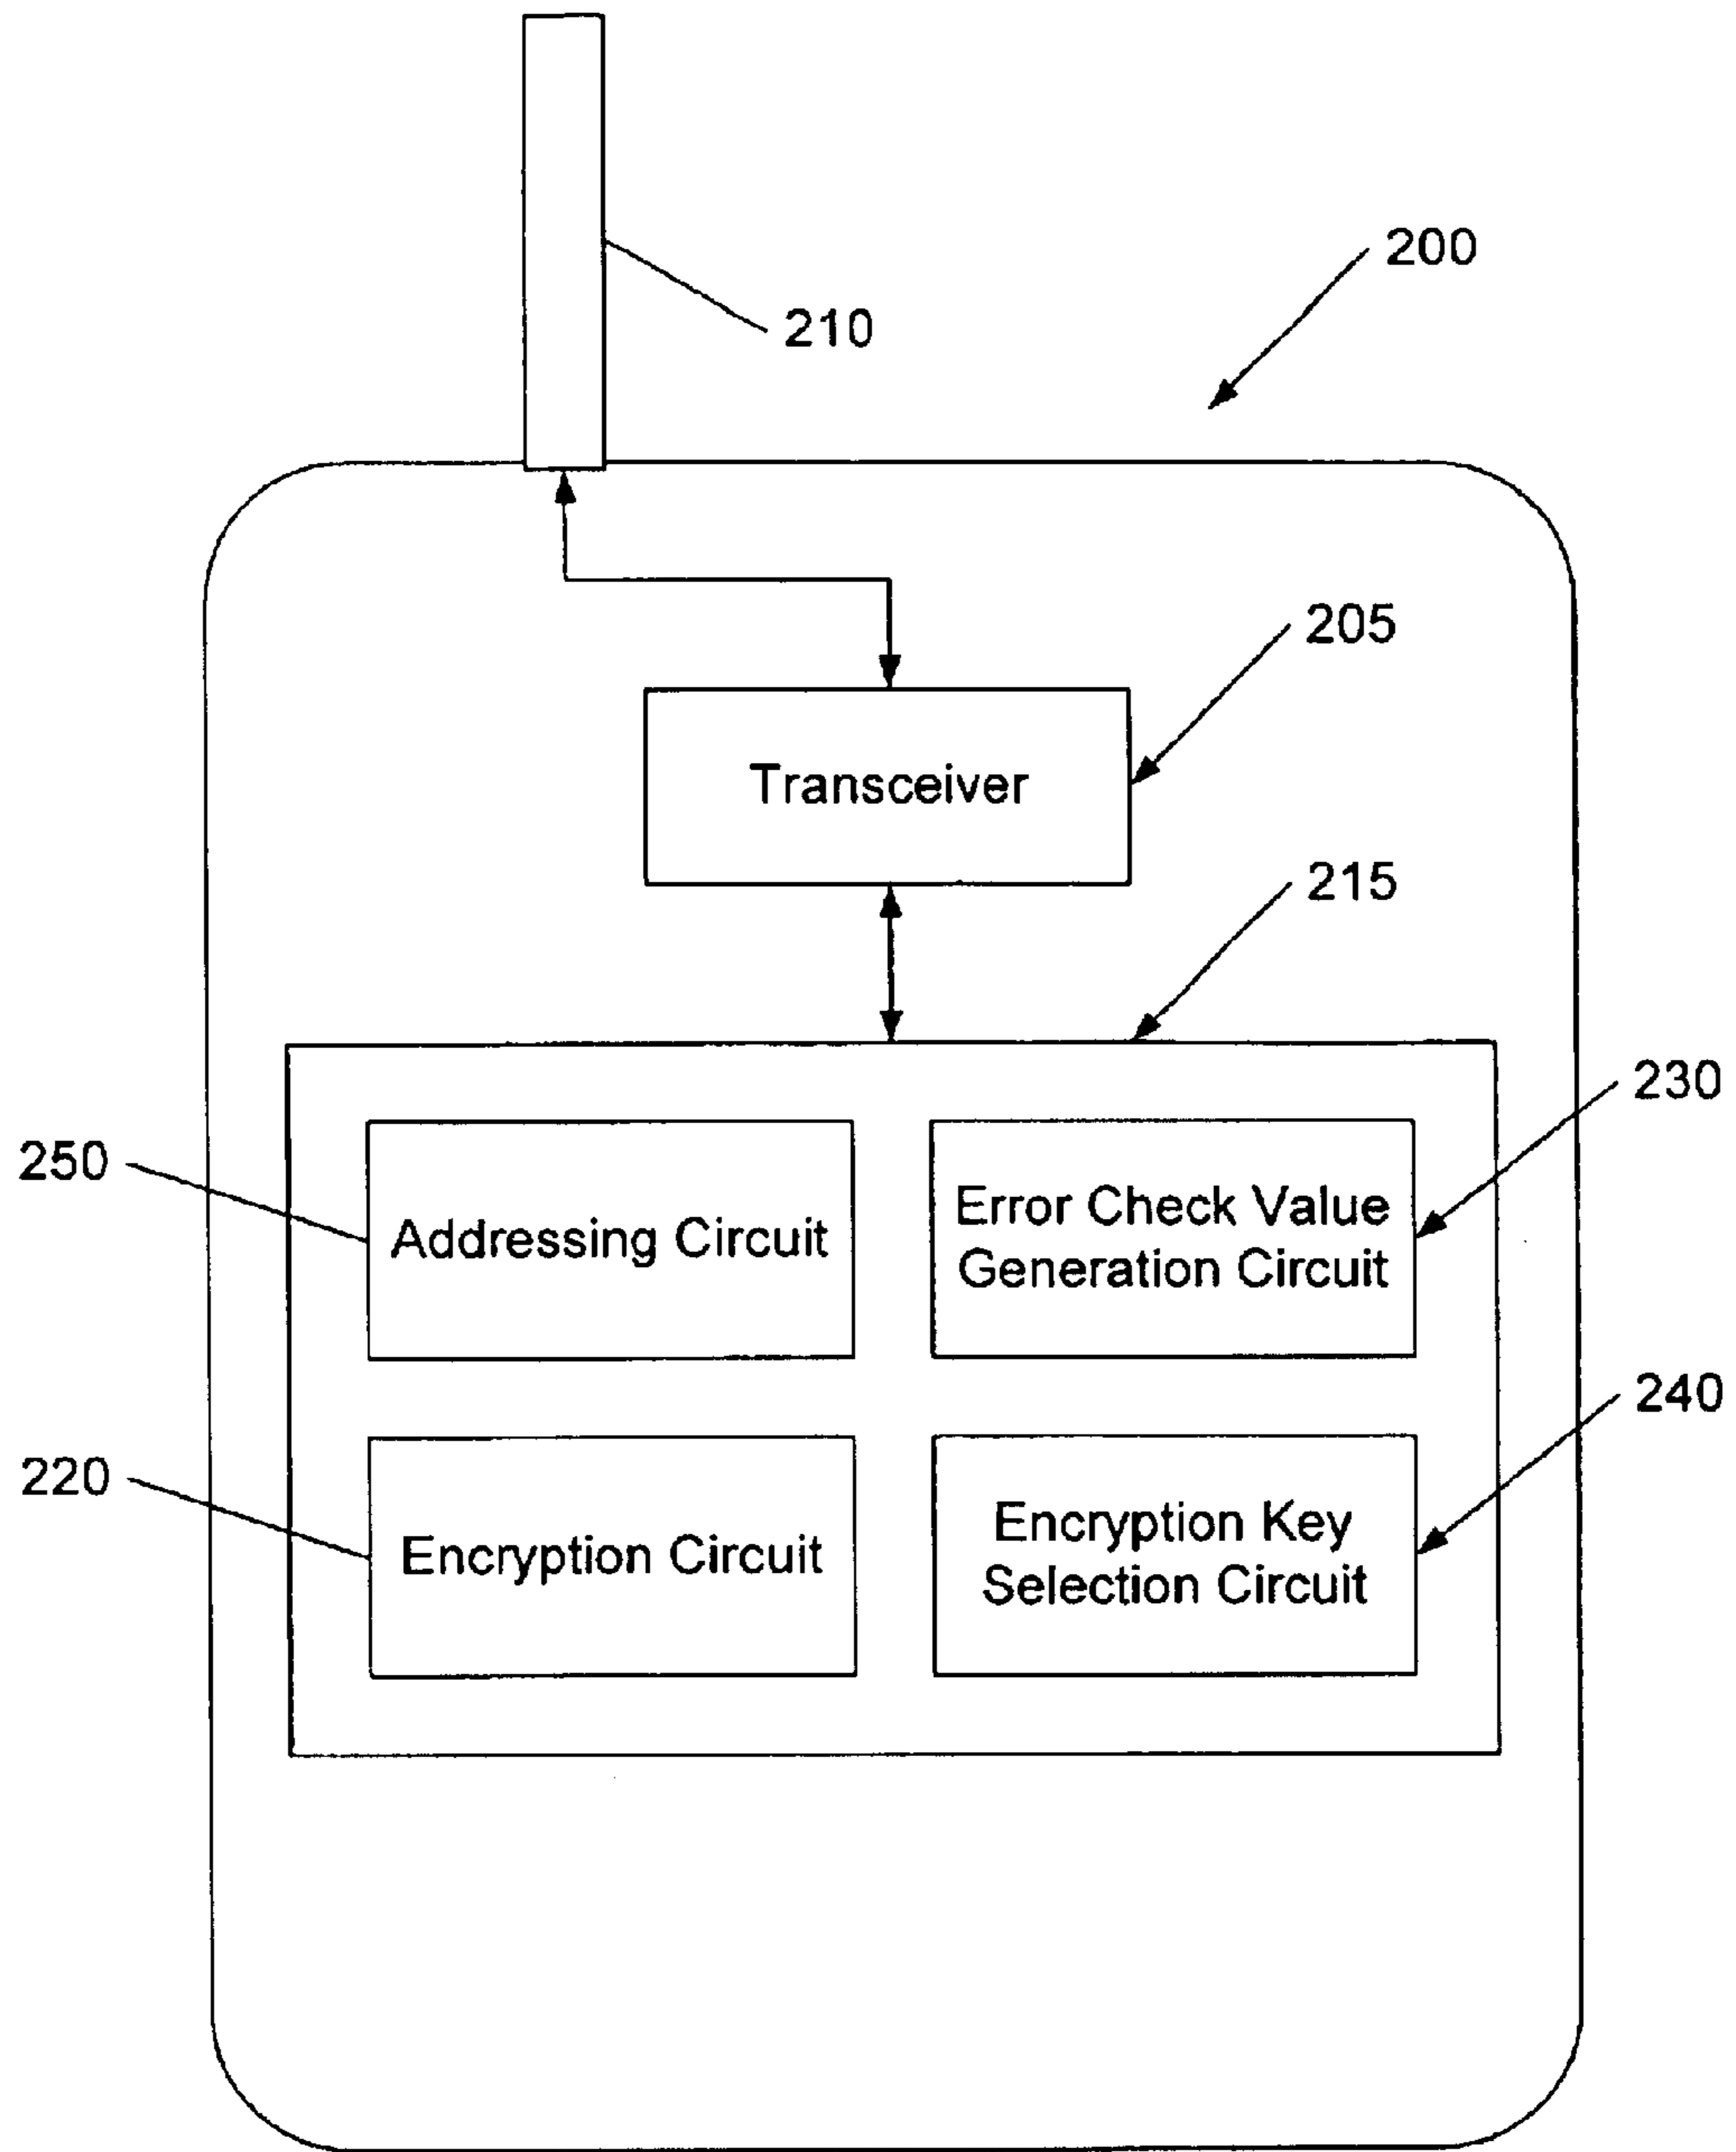 200
210
205
Transceiver
215
230
250
Addressing Circuit
Error Check Value
Generation Circuit
240
220
Encryption Circuit
Encryption Key
Selection Circuit